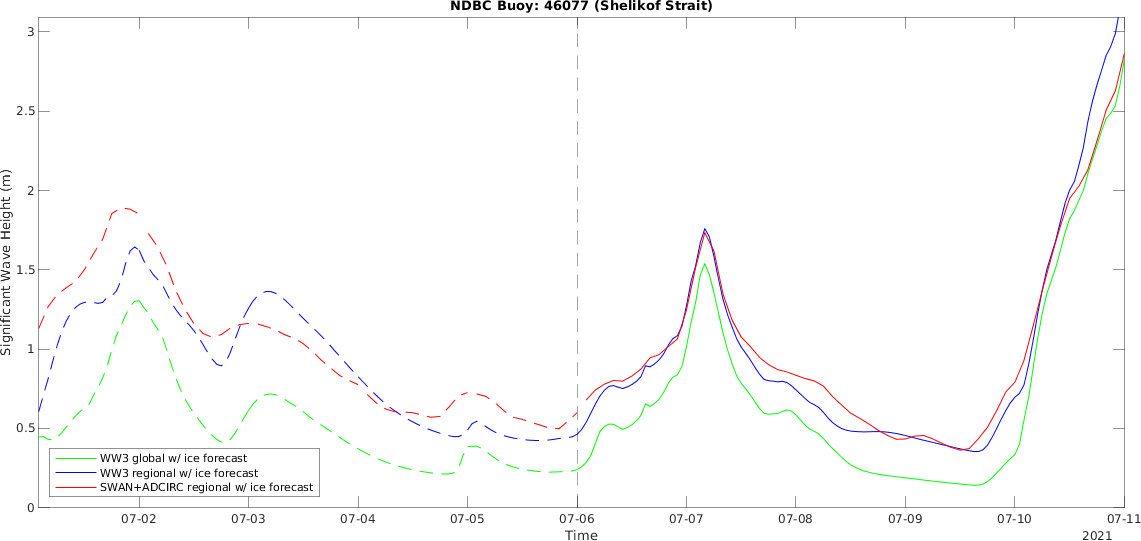 NDBC Buoy: 46077 (Shelikof Strait)
Significant Wave Height (m)
3
2.5
2
1.5
1
0.5
0
WW3 global w/ ice forecast
WW3 regional w/ ice forecast
SWAN+ADCIRC regional w/ ice forecast
07-02 07-03 07-04 07-05 07-06 07-07 07-08 07-09 07-10 07-11
Time
2021